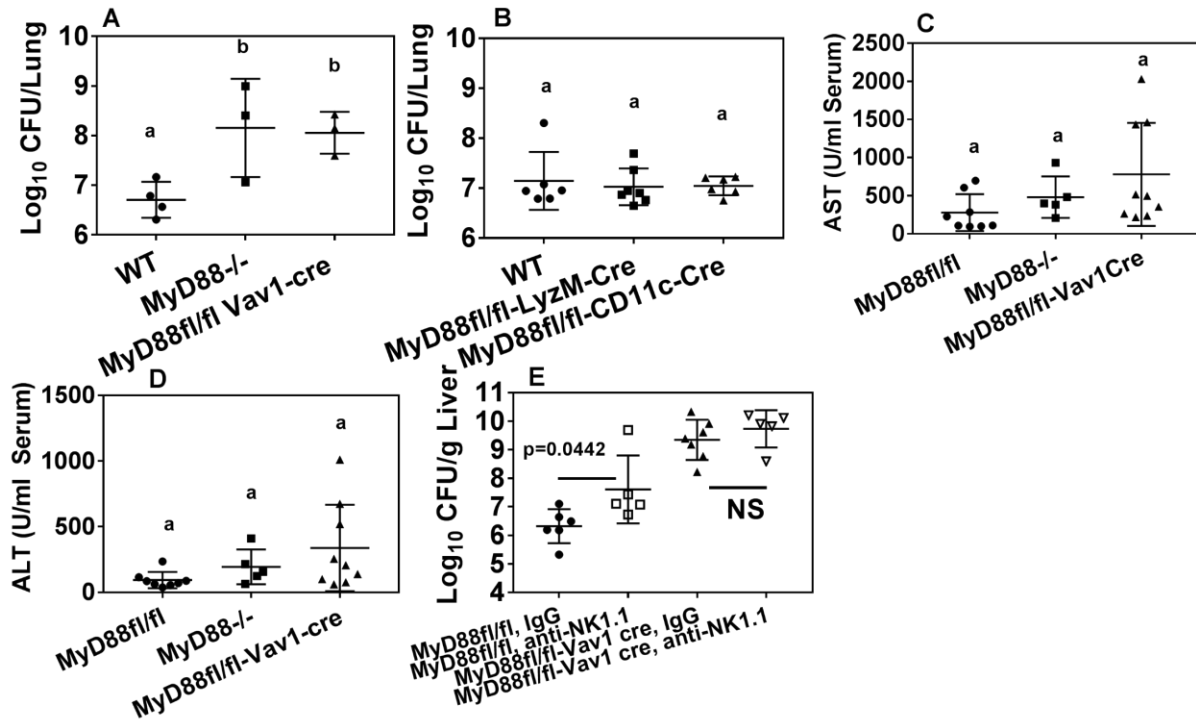 A
Log10 CFU/Lung
10
9
8
7
6
a
b
b
WT
MyD88-/-
MyD88fl/fl Vav1-cre
B
Log10 CFU/Lung
10
9
8
7
6
a
a
a
WT
MyD88fl/fl-LyzM-Cre
MyD88fl/fl-CD11c-Cre
C
AST (U/ml Serum)
2500
2000
1500
1000
500
0
a
a
a
MyD88fl/fl
MyD88-/-
MyD88fl/fl-Vav1Cre
D
ALT (U/ml Serum)
1500
1000
500
0
a
a
a
MyD88fl/fl
MyD88-/-
MyD88fl/fl-Vav1-cre
E
Log10 CFU/g Liver
11
10
9
8
7
6
5
4
p=0.0442
NS
MyD88fl/fl, IgG
MyD88fl/fl, anti-NK1.1
MyD88fl/fl-Vav1 cre, IgG
MyD88fl/fl-Vav1 cre, anti-NK1.1